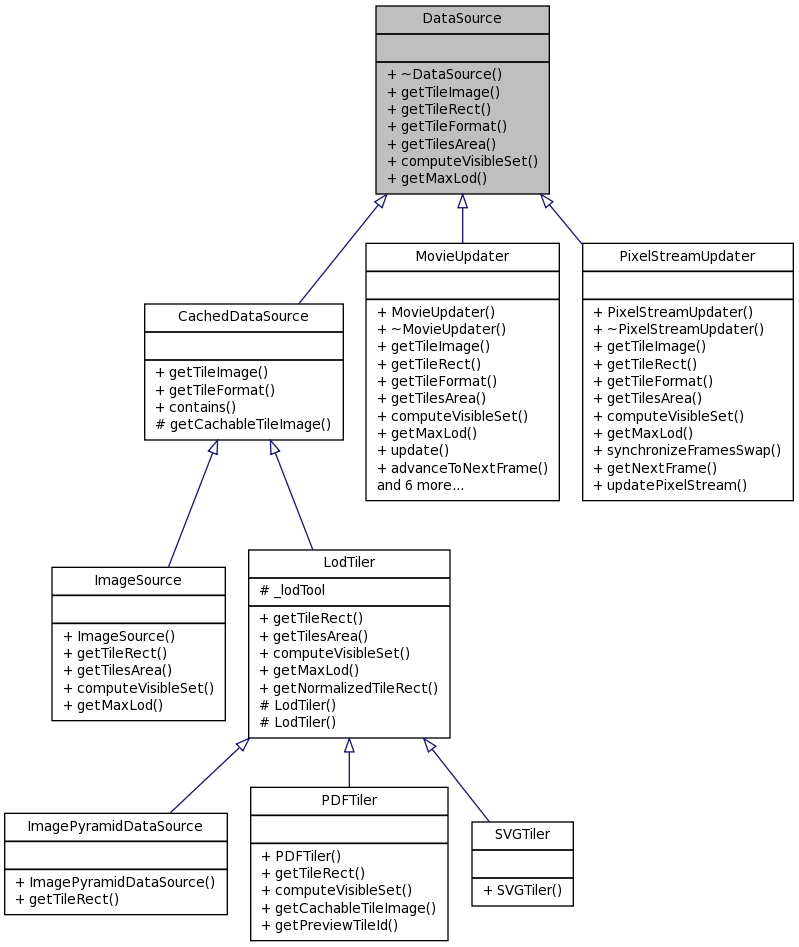 DataSource
+ ~DataSource()
+ getTileImage()
+ getTileRect()
+ getTileFormat()
+ getTilesArea()
+ computeVisibleSet()
+ getMaxLod()
MovieUpdater
+ MovieUpdater()
+ ~MovieUpdater()
+ getTileImage()
+ getTileRect()
+ getTileFormat()
+ getTilesArea()
+ computeVisibleSet()
+ getMaxLod()
+ update()
+ advanceToNextFrame()
and 6 more...
PixelStreamUpdater
+ PixelStreamUpdater()
+ ~PixelStreamUpdater()
+ getTileImage()
+ getTileRect()
+ getTileFormat()
+ getTilesArea()
+ computeVisibleSet()
+ getMaxLod()
+ synchronizeFramesSwap()
+ getNextFrame()
+ updatePixelStream()
CachedDataSource
+ getTileImage()
+ getTileFormat()
+ contains()
# getCachableTileImage()
ImageSource
+ ImageSource()
+ getTileRect()
+ getTilesArea()
+ computeVisibleSet()
+ getMaxLod()
LodTiler
# _lodTool
+ getTileRect()
+ getTilesArea()
+ computeVisibleSet()
+ getMaxLod()
+ getNormalizedTileRect()
# LodTiler()
# LodTiler()
ImagePyramidDataSource
+ ImagePyramidDataSource()
+ getTileRect()
PDFTiler
+ PDFTiler()
+ getTileRect()
+ computeVisibleSet()
+ getCachableTileImage()
+ getPreviewTileId()
SVGTiler
+ SVGTiler()